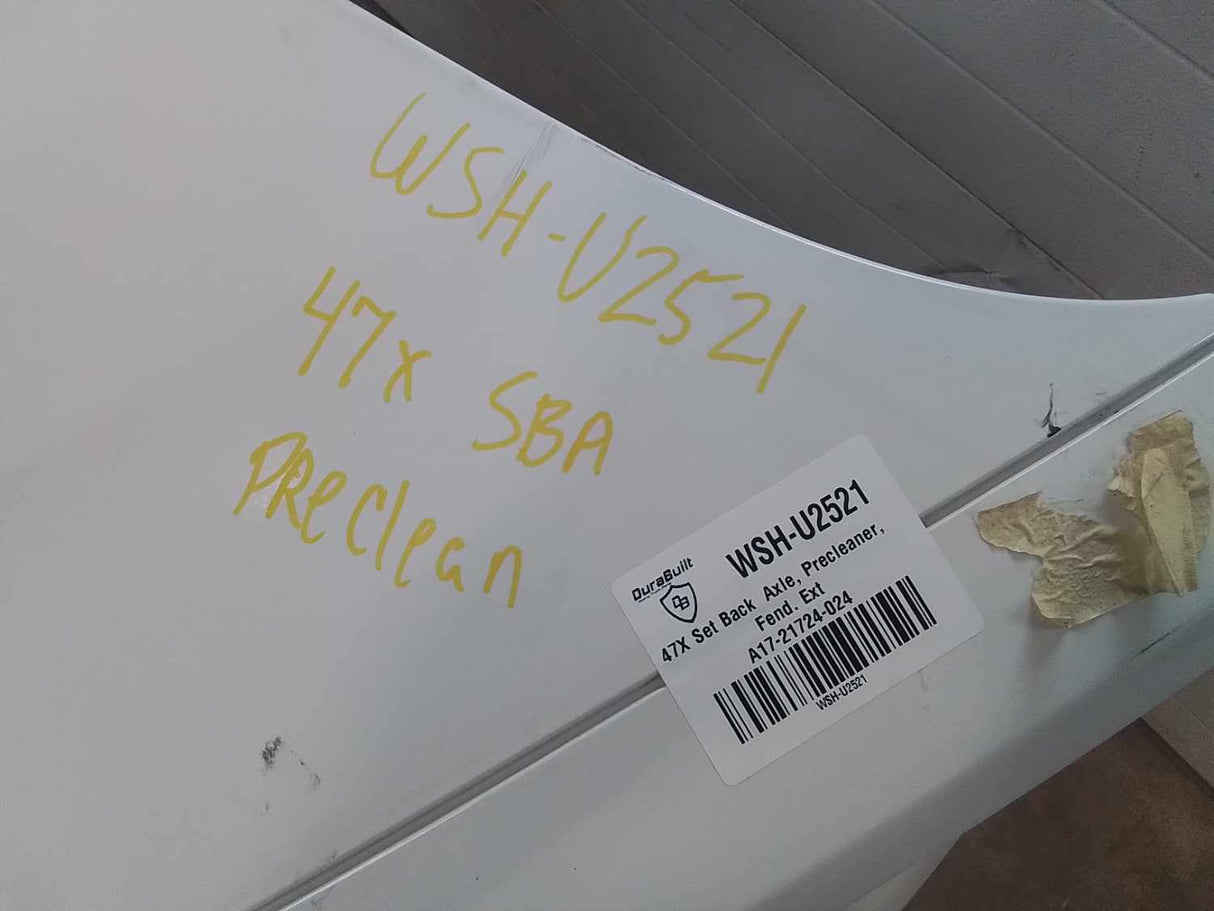 WSH-U2521
47x SBA
PReclean
DuraBuilt
DB
WSH-U2521
47X Set Back Axle, Precleaner,
Fend. Ext
A17-21724-024
WSH-U2521